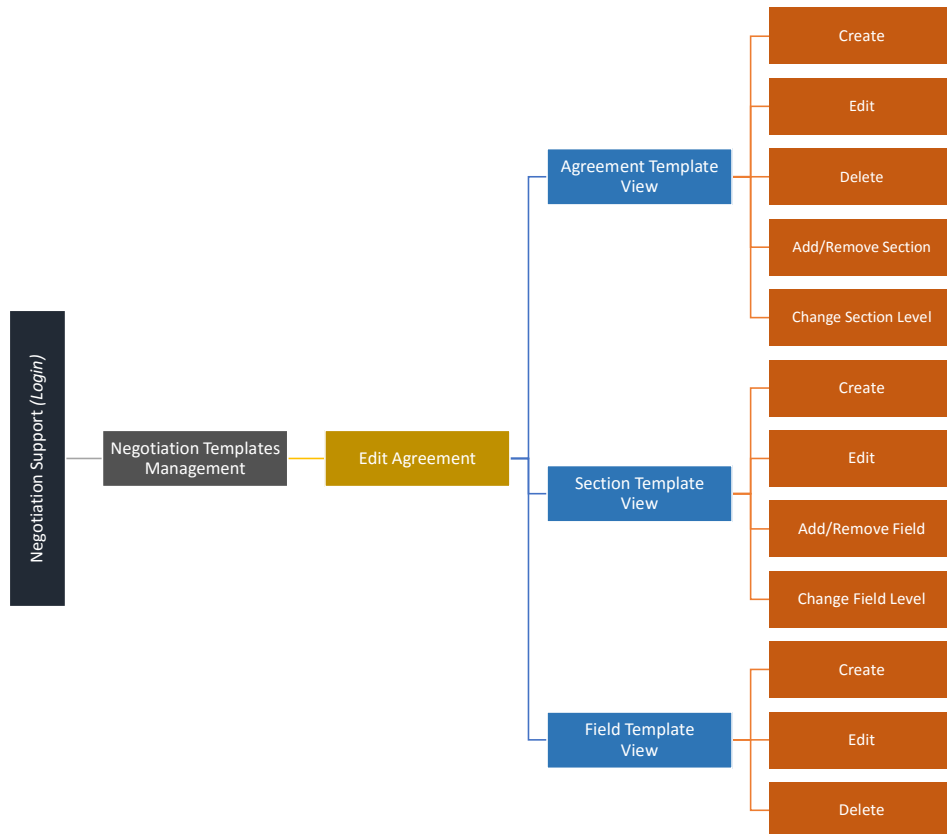 Negotiation Support (Login)
Negotiation Templates
Management
Edit Agreement
Agreement Template
View
Create
Edit
Delete
Add/Remove Section
Change Section Level
Section Template
View
Create
Edit
Add/Remove Field
Change Field Level
Field Template
View
Create
Edit
Delete